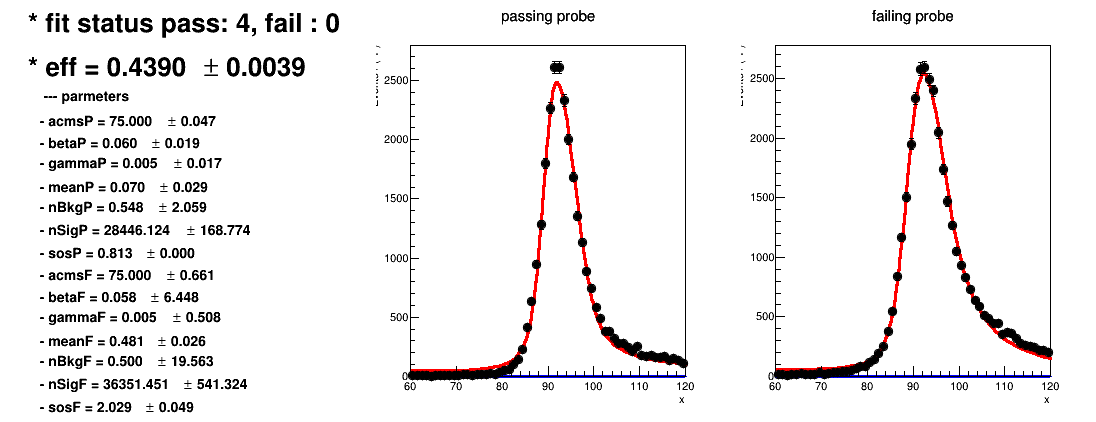 * fit status pass: 4, fail : 0
* eff = 0.4390 ± 0.0039
--- parmeters
- acmsP = 75.000 ± 0.047
- betaP = 0.060 ± 0.019
- gammaP = 0.005 ± 0.017
- meanP = 0.070 ± 0.029
- nBkgP = 0.548 ± 2.059
- nSigP = 28446.124 ± 168.774
- sosP = 0.813 ± 0.000
- acmsF = 75.000 ± 0.661
- betaF = 0.058 ± 6.448
- gammaF = 0.005 ± 0.508
- meanF = 0.481 ± 0.026
- nBkgF = 0.500 ± 19.563
- nSigF = 36351.451 ± 541.324
- sosF = 2.029 ± 0.049
passing probe
2500
2000
1500
1000
500
0
60 70 80 90 100 110 120
x
failing probe
2500
2000
1500
1000
500
0
60 70 80 90 100 110 120
x